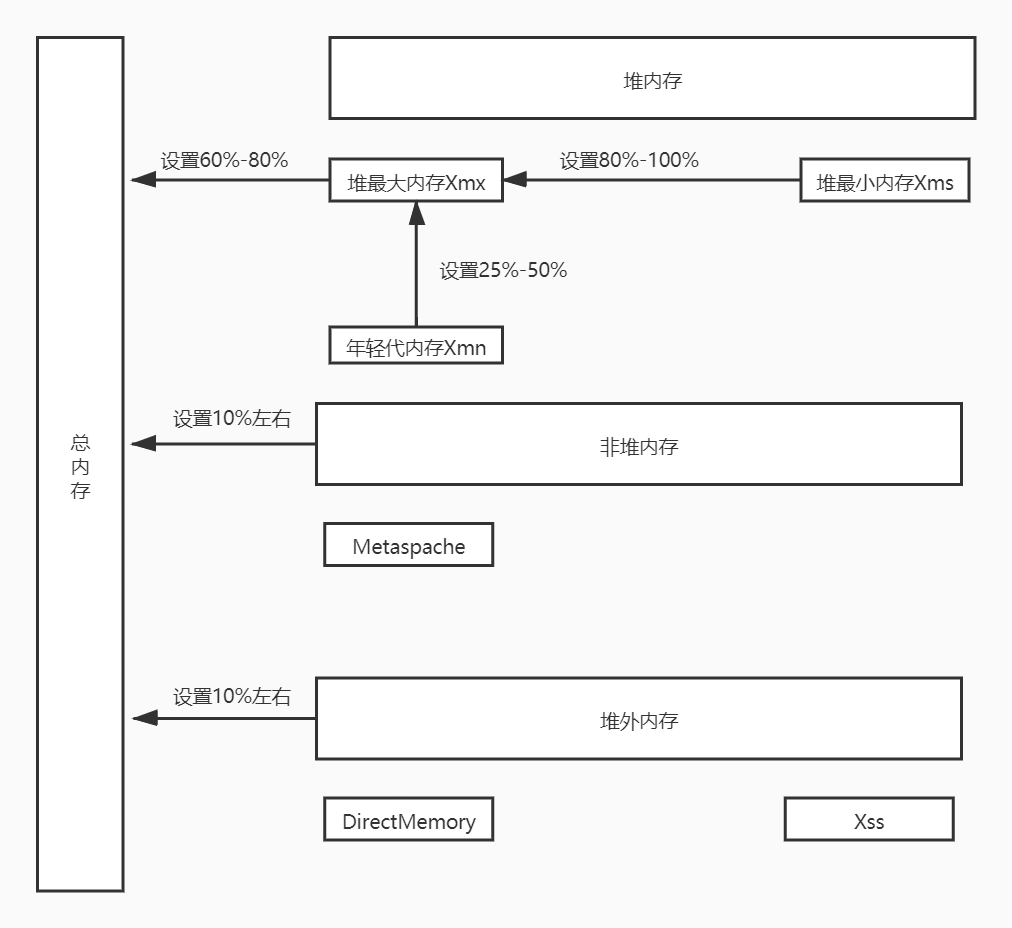 堆内存
设置60%-80%
设置80%-100%
堆最大内存Xmx
堆最小内存Xms
设置25%-50%
年轻代内存Xmn
设置10%左右
总
内
存
非堆内存
Metaspache
设置10%左右
堆外内存
DirectMemory
Xss